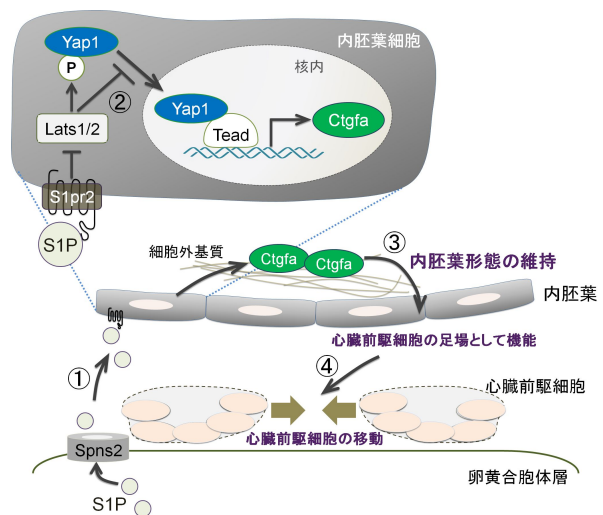 内胚葉細胞
Yap1
P
核内
②
Yap1
Lats1/2
Tead
Ctgfa
S1pr2
S1P
細胞外基質
Ctgfa
Ctgfa
③
内胚葉形態の維持
内胚葉
心臓前駆細胞の足場として機能
①
④
心臓前駆細胞
心臓前駆細胞の移動
Spns2
卵黄合胞体層
S1P